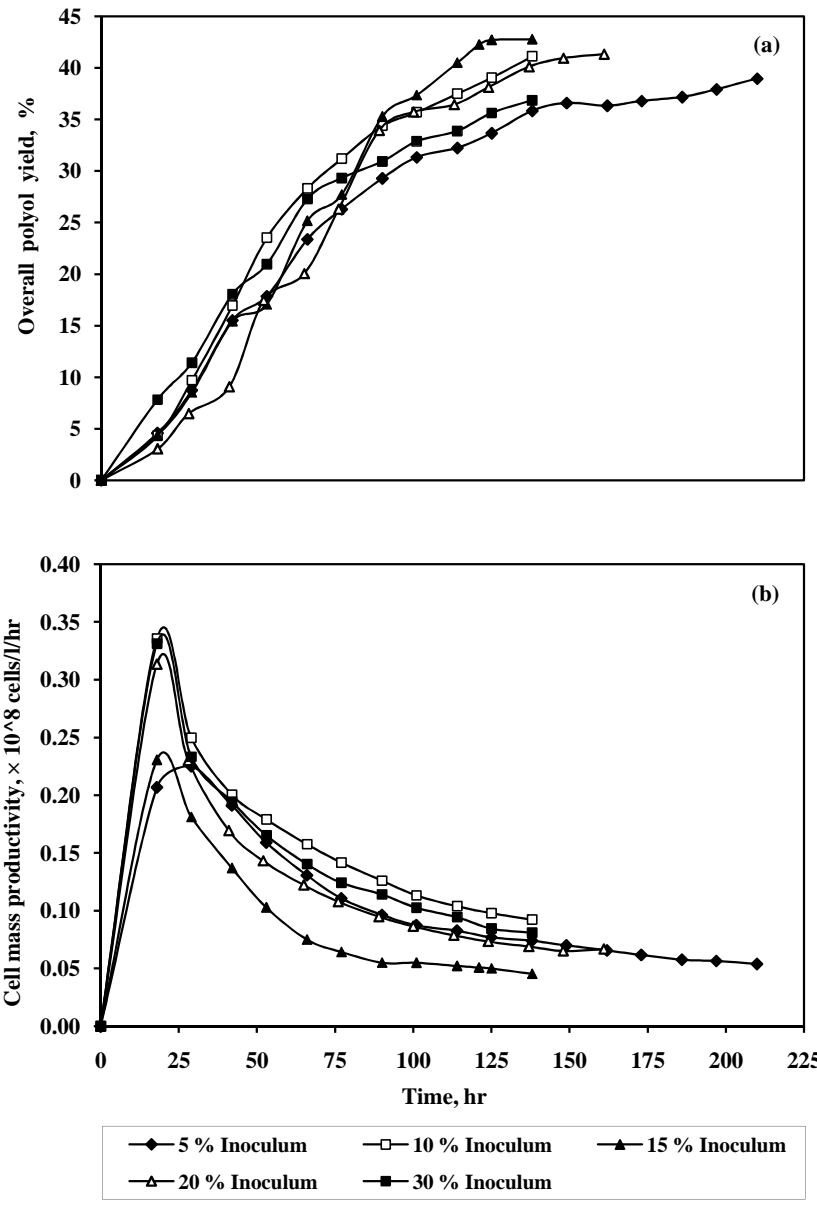 45
40
35
30
25
20
15
10
5
0
Overall polyol yield, %
(a)
0.40
0.35
0.30
0.25
0.20
0.15
0.10
0.05
0.00
Cell mass productivity, × 10^8 cells/l/hr
(b)
0 25 50 75 100 125 150 175 200 225
Time, hr
5 % Inoculum 10 % Inoculum 15 % Inoculum
20 % Inoculum 30 % Inoculum